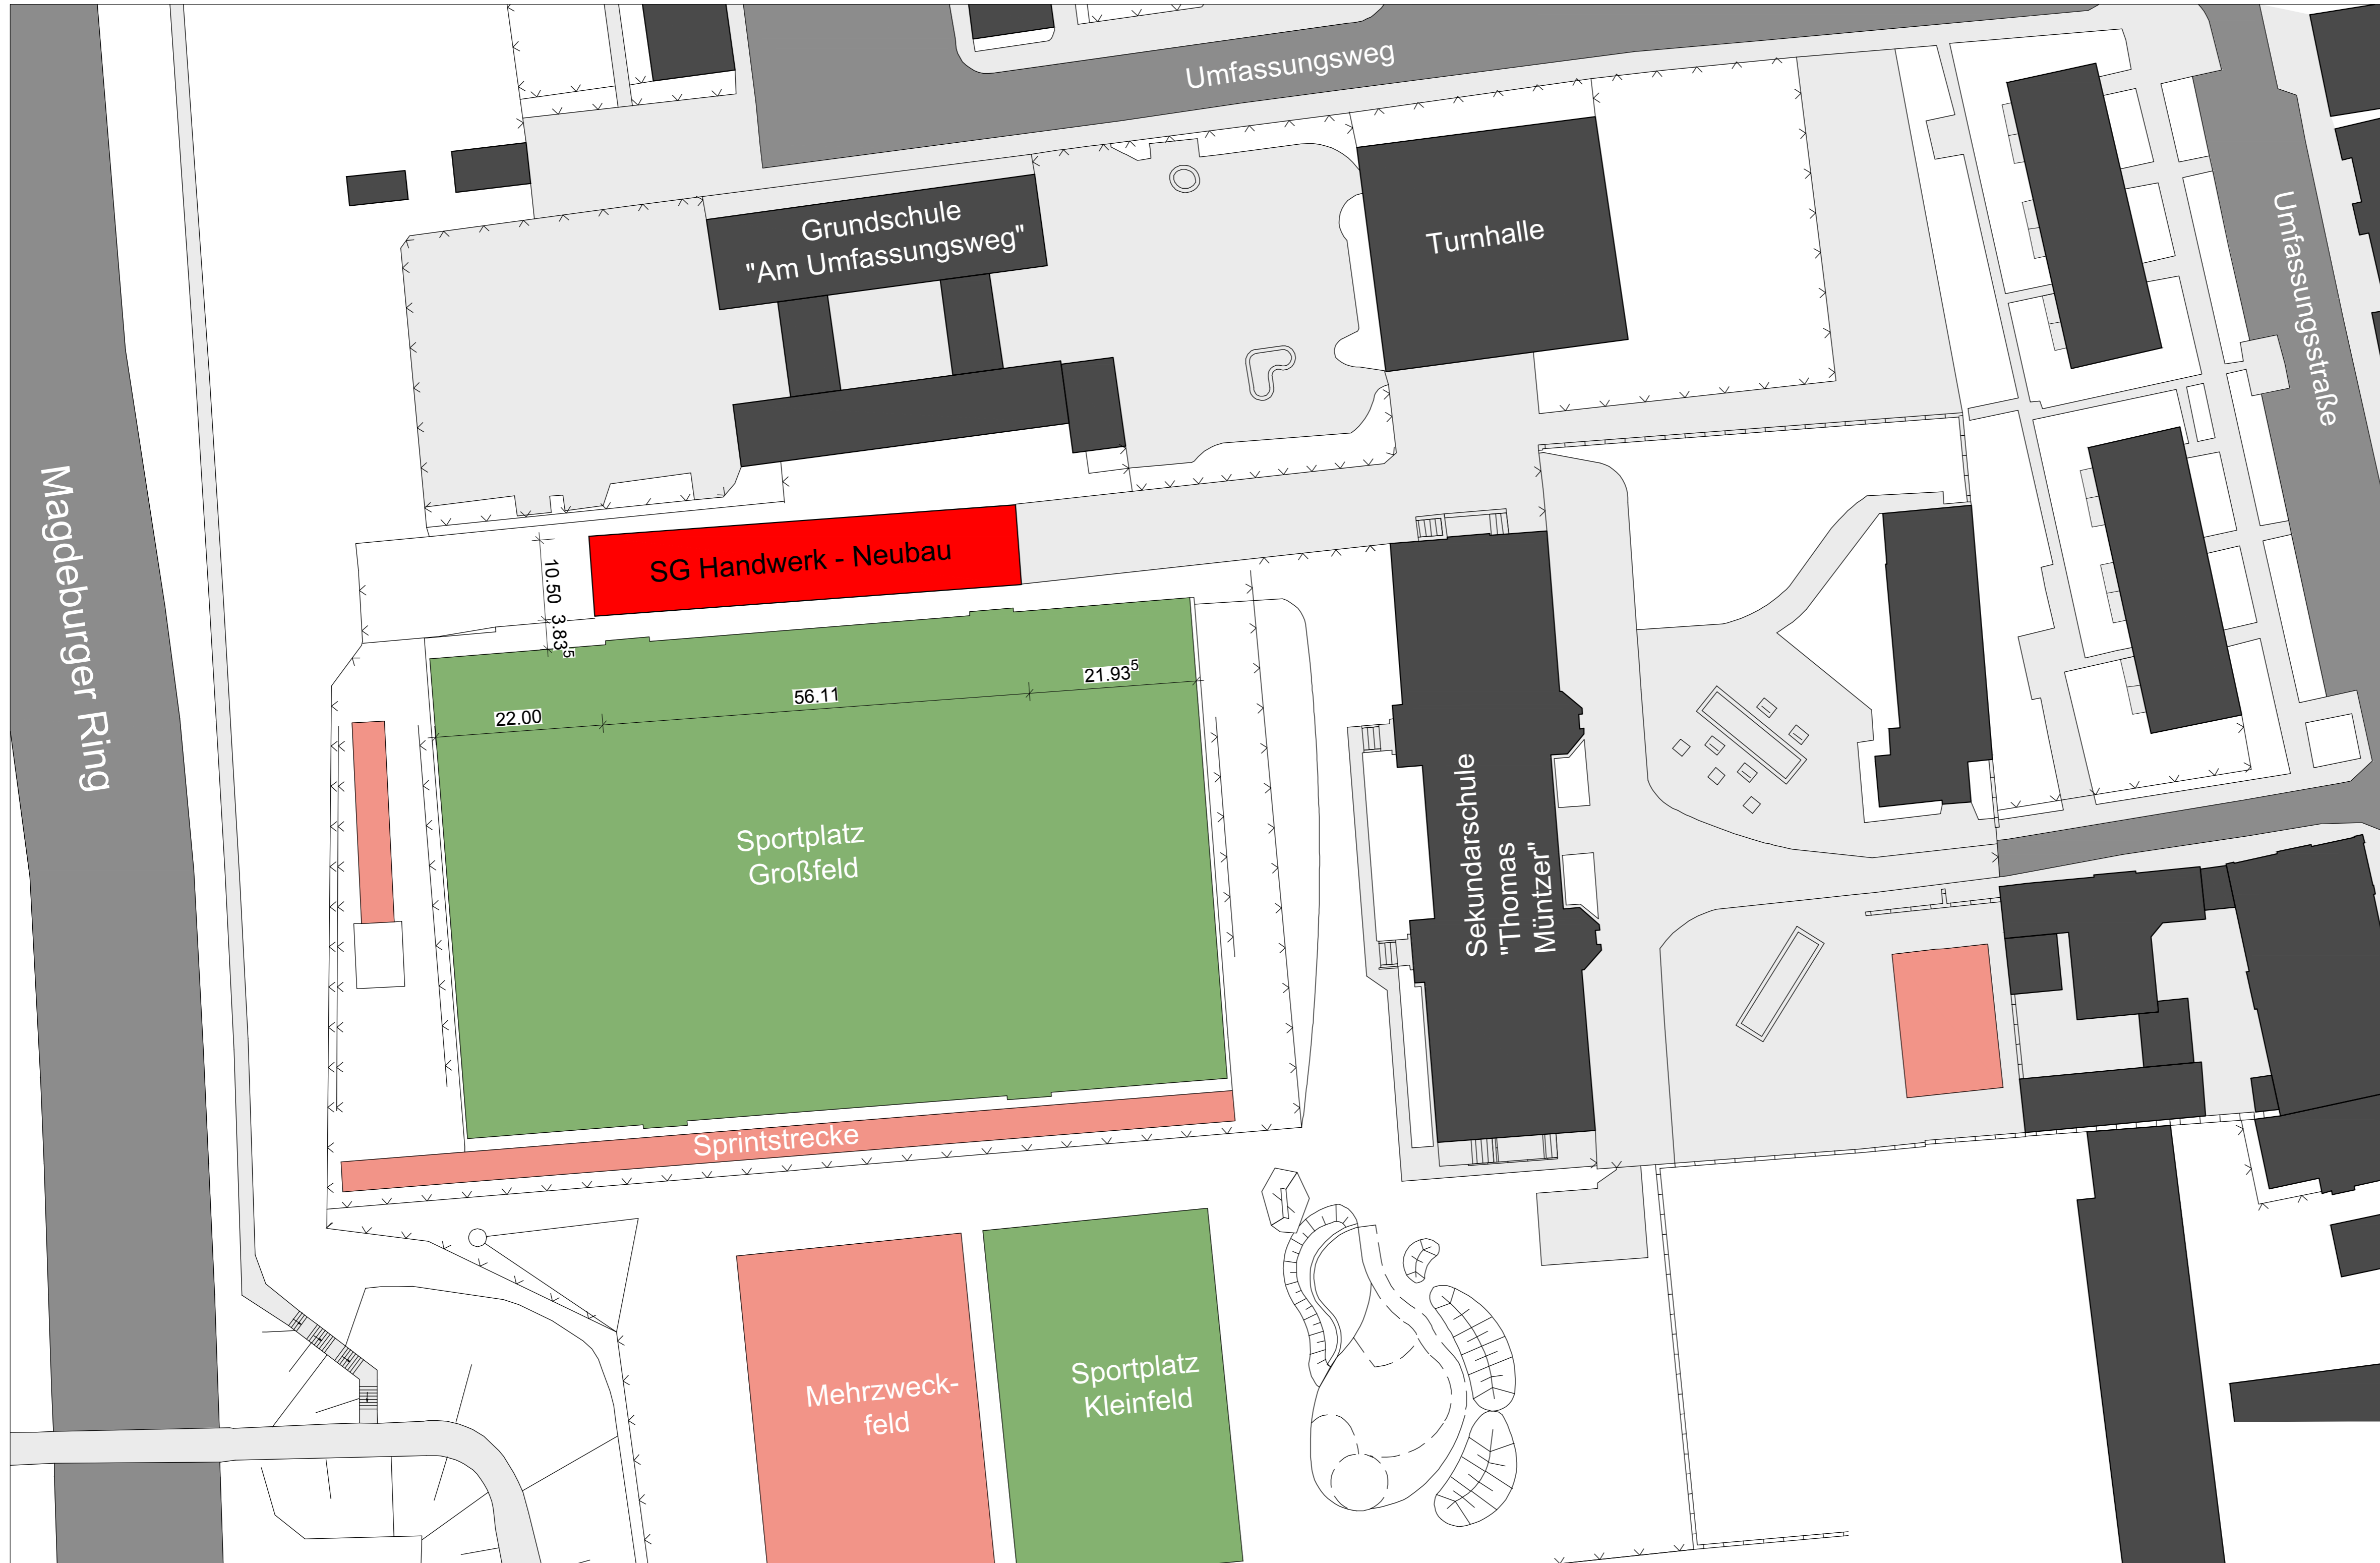 Umfassungsweg
Grundschule
"Am Umfassungsweg"
Turnhalle
Umfassungsstraße
Magdeburger Ring
SG Handwerk - Neubau
10.50
3.83⁵
22.00
56.11
21.93⁵
Sportplatz
Großfeld
Sekundarschule
"Thomas
Müntzer"
Sprintstrecke
Mehrzweck-
feld
Sportplatz
Kleinfeld